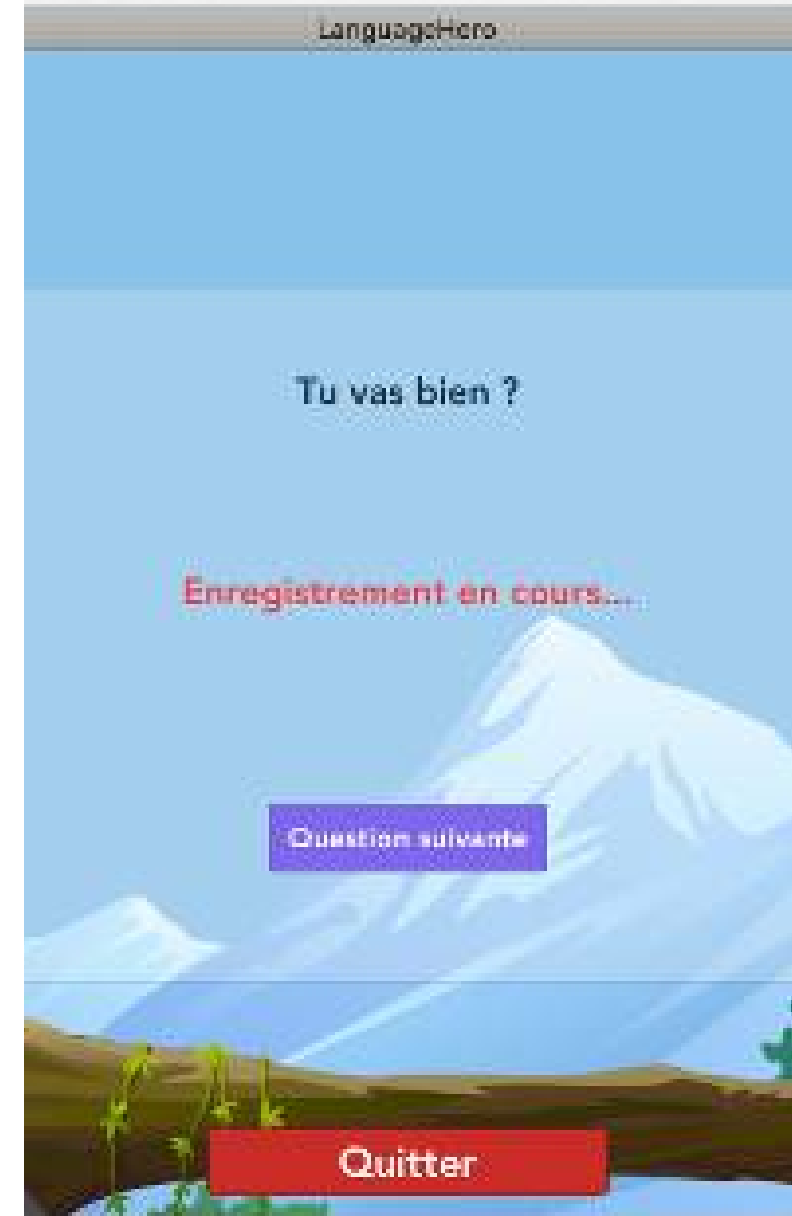 LanguageHero
Tu vas bien ?
Enregistrement en cours...
Question suivante
Quitter